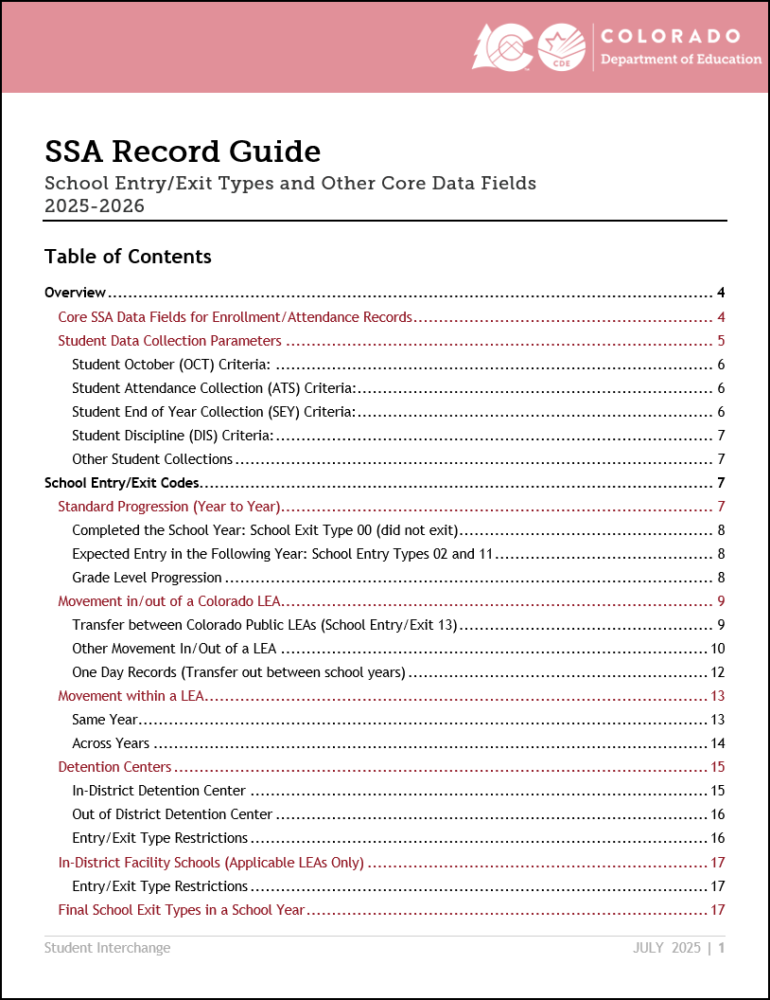 COLORADO
CDE
Department of Education
SSA Record Guide
School Entry/Exit Types and Other Core Data Fields
2025-2026
Table of Contents
Overview 4
Core SSA Data Fields for Enrollment/Attendance Records 4
Student Data Collection Parameters 5
Student October (OCT) Criteria: 6
Student Attendance Collection (ATS) Criteria: 6
Student End of Year Collection (SEY) Criteria: 6
Student Discipline (DIS) Criteria: 7
Other Student Collections 7
School Entry/Exit Codes 7
Standard Progression (Year to Year) 7
Completed the School Year: School Exit Type 00 (did not exit) 8
Expected Entry in the Following Year: School Entry Types 02 and 11 8
Grade Level Progression 8
Movement in/out of a Colorado LEA 9
Transfer between Colorado Public LEAs (School Entry/Exit 13) 9
Other Movement In/Out of a LEA 10
One Day Records (Transfer out between school years) 12
Movement within a LEA 13
Same Year 13
Across Years 14
Detention Centers 15
In-District Detention Center 15
Out of District Detention Center 16
Entry/Exit Type Restrictions 16
In-District Facility Schools (Applicable LEAs Only) 17
Entry/Exit Type Restrictions 17
Final School Exit Types in a School Year 17
Student Interchange JULY 2025 | 1